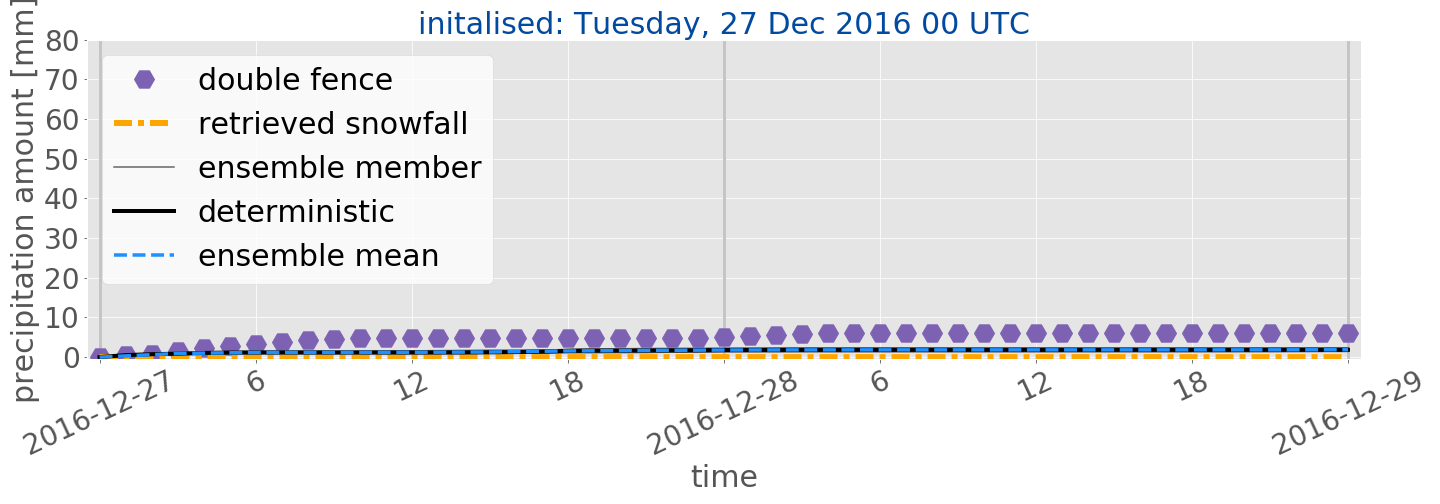 initalised: Tuesday, 27 Dec 2016 00 UTC
precipitation amount [mm]
80
70
60
50
40
30
20
10
0
double fence
retrieved snowfall
ensemble member
deterministic
ensemble mean
2016-12-27
6
12
18
2016-12-28
6
12
18
2016-12-29
time